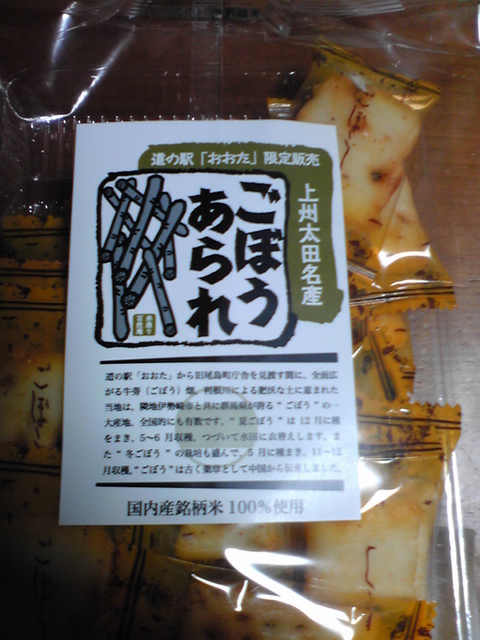 道の駅「おおた」限定販売
上州太田名産
ごぼう
あられ
道の駅「おおた」から旧尾島町庁舎を見渡す間に、全面広
がる牛蒡（ごぼう）畑。利根川による肥沃な土に恵まれた
当地は、隣地伊勢崎市と共に群馬県が誇る"ごぼう"の一
大産地、全国的にも有数です。"夏ごぼう"は12月に種
をまき、5～6月収穫。つづいて水田に衣替えします。ま
た"冬ごぼう"の栽培も盛んで、5月に種まき、11～12
月収穫。"ごぼう"は古く薬草として中国から伝来しました。
国内産銘柄米100％使用
ごぼう